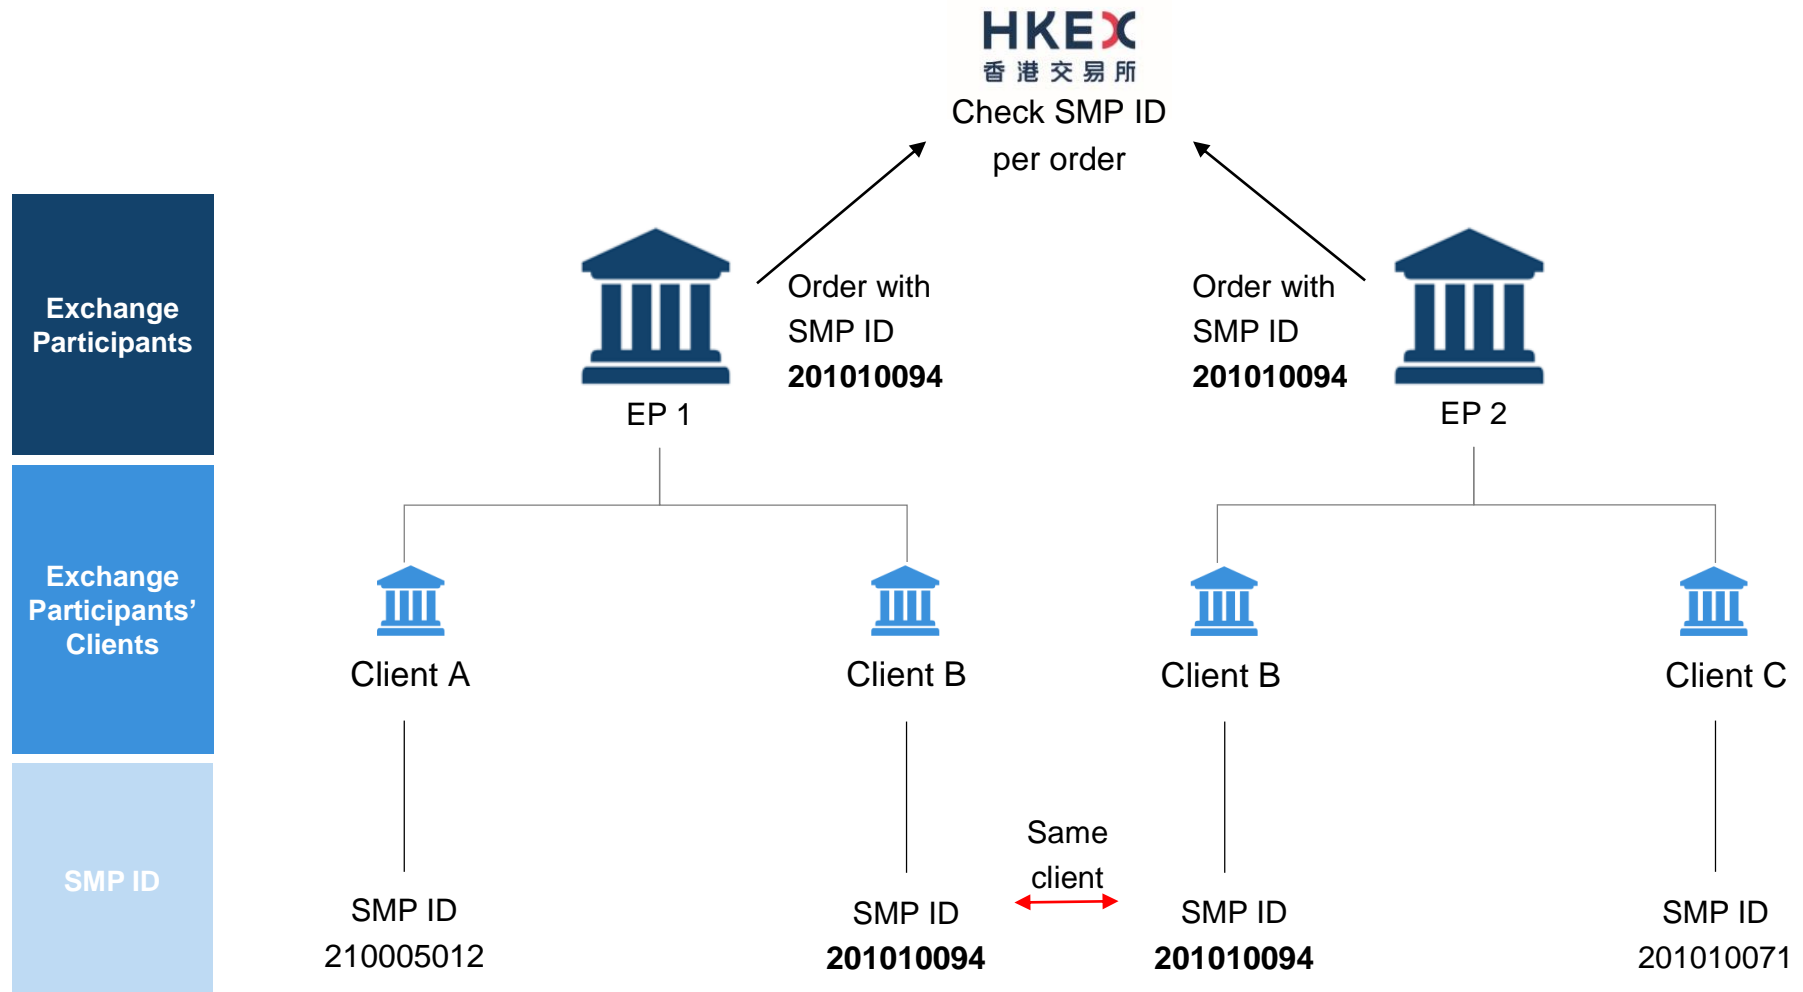 HKEX
香港交易所
Check SMP ID
per order
Exchange
Participants
Order with
SMP ID
201010094
Order with
SMP ID
201010094
EP 1
EP 2
Exchange
Participants’
Clients
Client A
Client B
Client B
Client C
SMP ID
Same
client
SMP ID
210005012
SMP ID
201010094
SMP ID
201010094
SMP ID
201010071